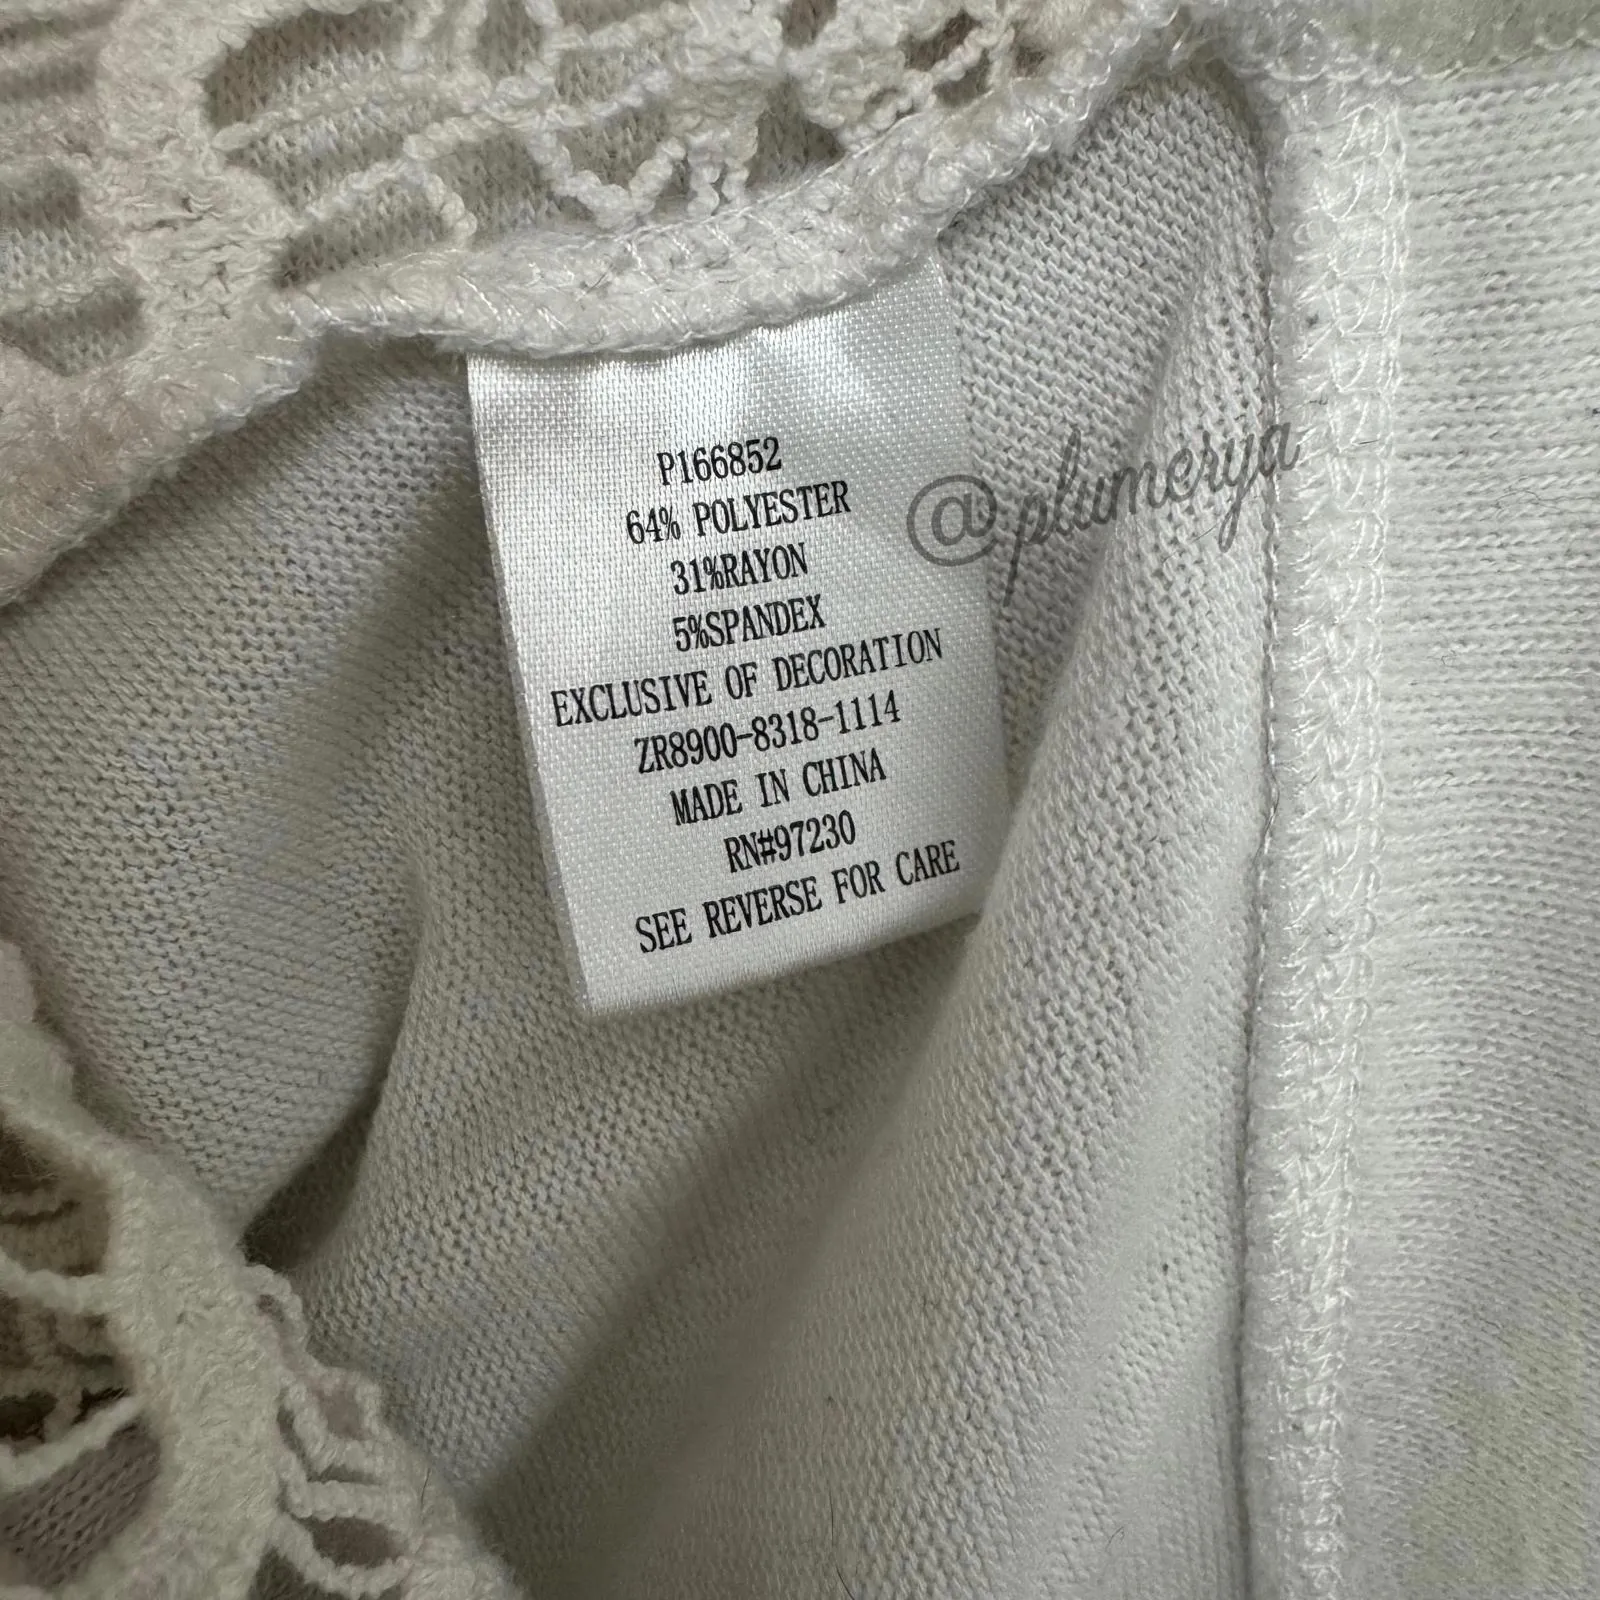 P166852
64% POLYESTER
31%RAYON
5%SPANDEX
EXCLUSIVE OF DECORATION
ZR8900-8318-1114
MADE IN CHINA
RN#97230
SEE REVERSE FOR CARE
@plumerya